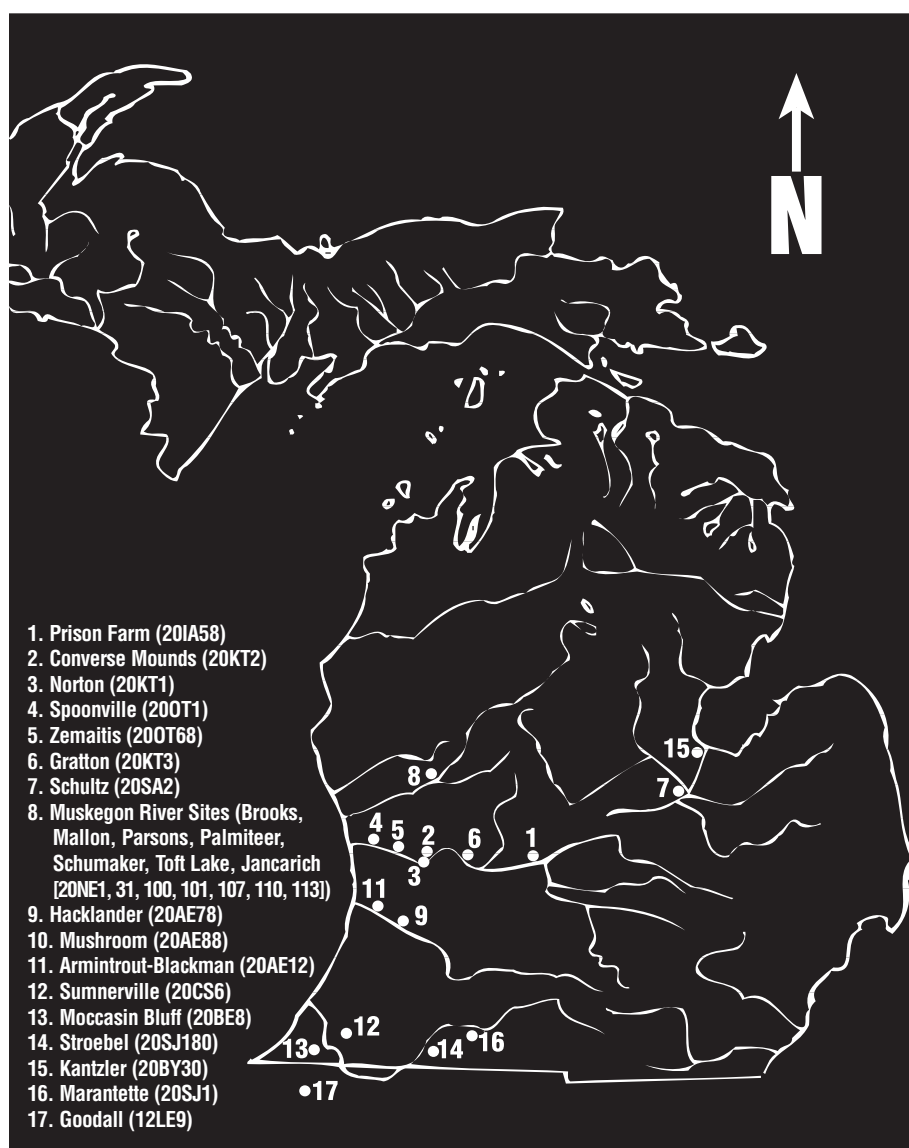 N
1. Prison Farm (20IA58)
2. Converse Mounds (20KT2)
3. Norton (20KT1)
4. Spoonville (20OT1)
5. Zemaitis (20OT68)
6. Gratton (20KT3)
7. Schultz (20SA2)
8. Muskegon River Sites (Brooks,
Mallon, Parsons, Palmiteer,
Schumaker, Toft Lake, Jancarich
[20NE1, 31, 100, 101, 107, 110, 113])
9. Hacklander (20AE78)
10. Mushroom (20AE88)
11. Armintrout-Blackman (20AE12)
12. Sumnerville (20CS6)
13. Moccasin Bluff (20BE8)
14. Stroebel (20SJ180)
15. Kantzler (20BY30)
16. Marantette (20SJ1)
17. Goodall (12LE9)
15
8
7
4
5
2
6
1
3
11
9
12
16
13
14
17